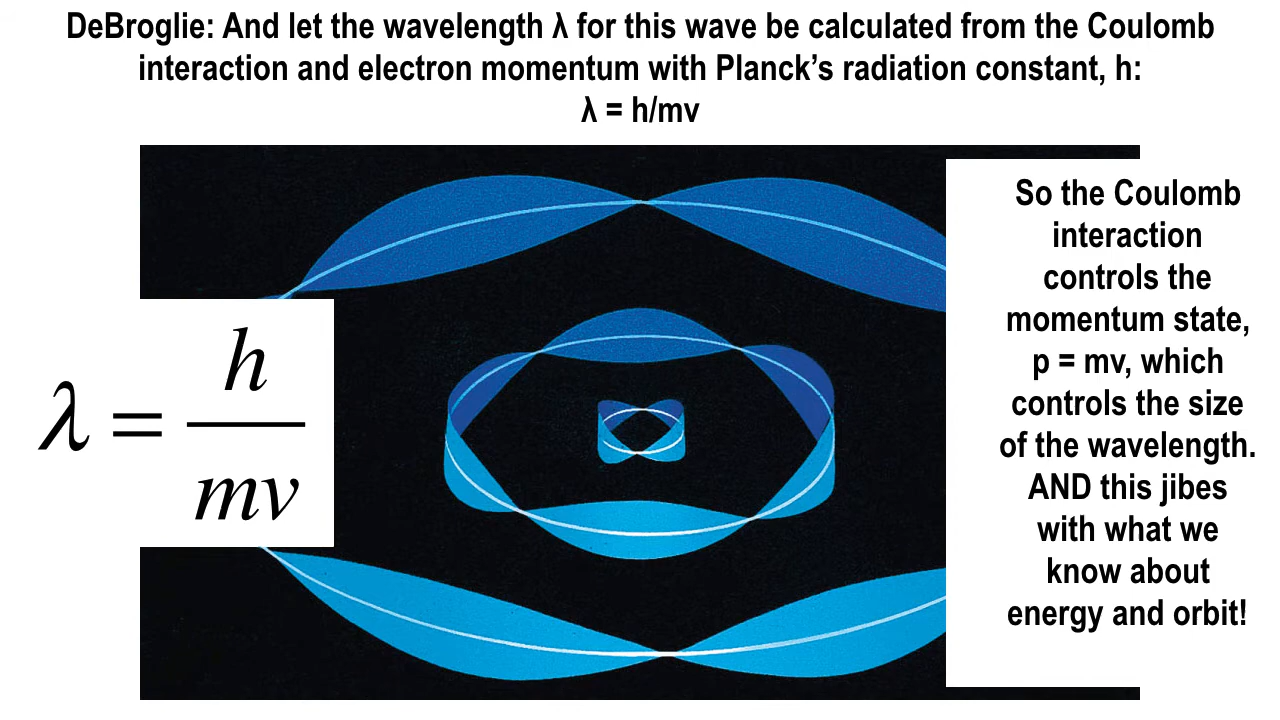 DeBroglie: And let the wavelength λ for this wave be calculated from the Coulomb
interaction and electron momentum with Planck’s radiation constant, h:
λ = h/mv
λ = h/mv
So the Coulomb
interaction
controls the
momentum state,
p = mv, which
controls the size
of the wavelength.
AND this jibes
with what we
know about
energy and orbit!